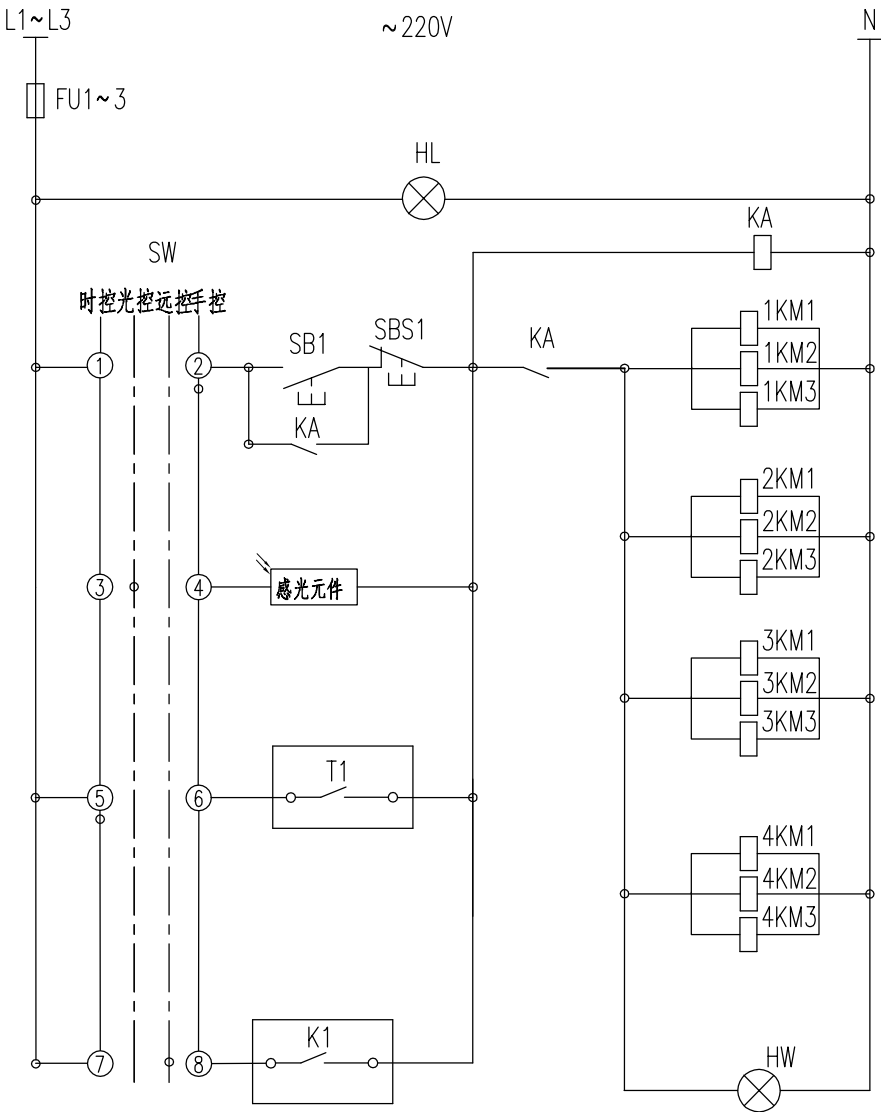 L1~L3
~220V
N
FU1~3
HL
KA
SW
时控 光控 远控 手控
1KM1
SB1
SBS1
KA
1KM2
① ②
1KM3
KA
2KM1
2KM2
2KM3
③ ④
感光元件
3KM1
3KM2
3KM3
T1
⑤ ⑥
4KM1
4KM2
4KM3
K1
HW
⑦ ⑧